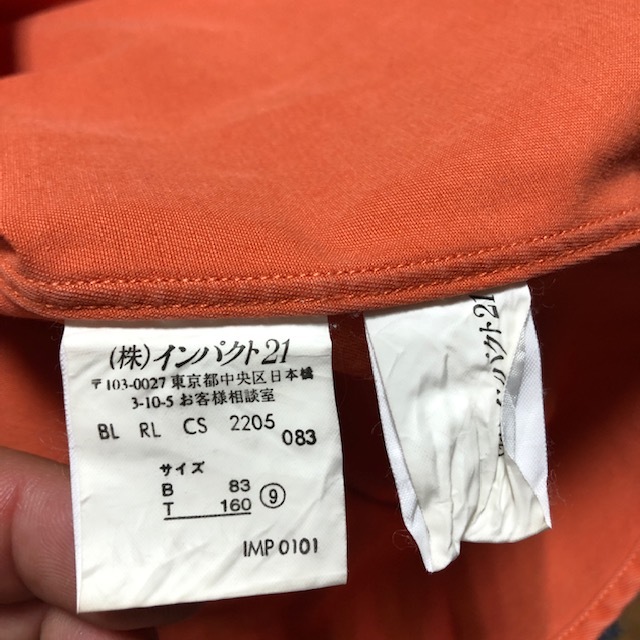 (株)インパクト21
〒103-0027 東京都中央区日本橋
3-10-5 お客様相談室
BL RL CS 2205 083
サイズ
B 83
T 160 ⑨
IMP 0101
インパクト21